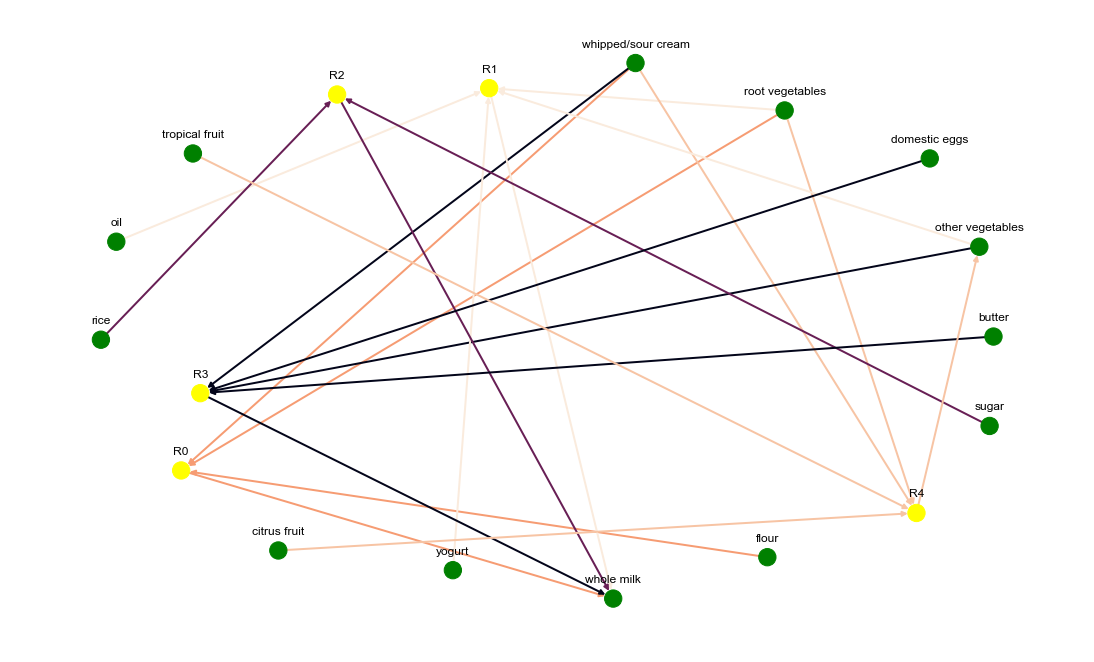 whipped/sour cream
R1
R2
root vegetables
tropical fruit
domestic eggs
oil
other vegetables
rice
butter
R3
sugar
R0
R4
citrus fruit
flour
yogurt
whole milk